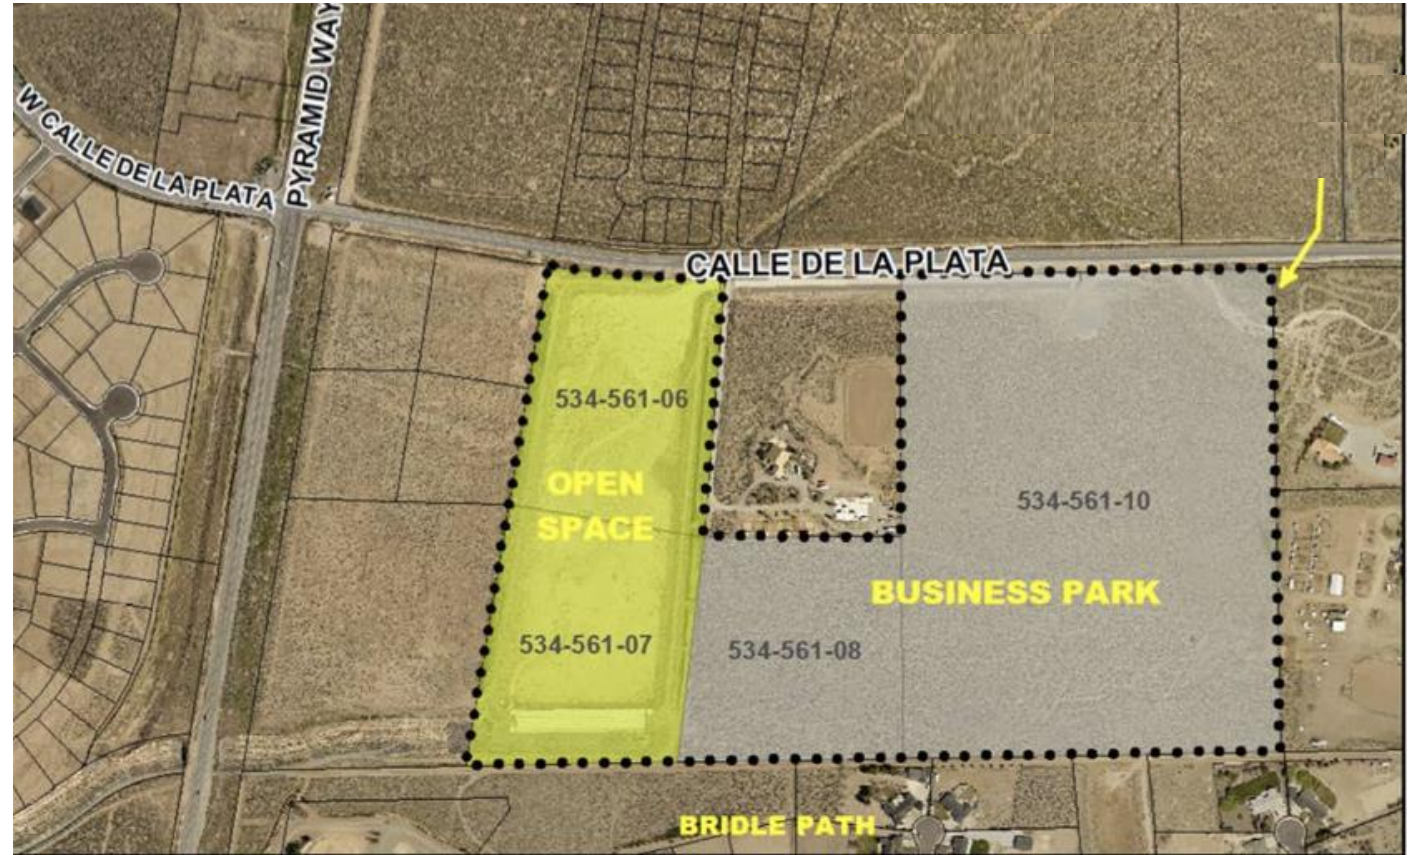 PYRAMID WAY
W CALLE DE LA PLATA
CALLE DE LA PLATA
534-561-06
OPEN
SPACE
534-561-10
BUSINESS PARK
534-561-07
534-561-08
BRIDLE PATH